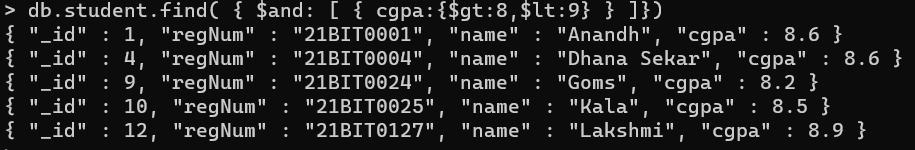 > db.student.find( { $and: [ { cgpa:{$gt:8,$lt:9} } ]})
{ "_id" : 1, "regNum" : "21BIT0001", "name" : "Anandh", "cgpa" : 8.6 }
{ "_id" : 4, "regNum" : "21BIT0004", "name" : "Dhana Sekar", "cgpa" : 8.6 }
{ "_id" : 9, "regNum" : "21BIT0024", "name" : "Goms", "cgpa" : 8.2 }
{ "_id" : 10, "regNum" : "21BIT0025", "name" : "Kala", "cgpa" : 8.5 }
{ "_id" : 12, "regNum" : "21BIT0127", "name" : "Lakshmi", "cgpa" : 8.9 }